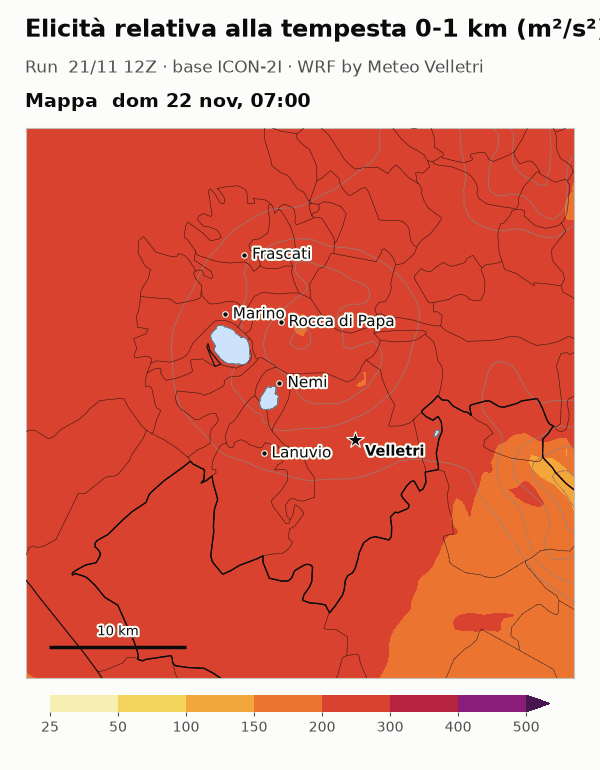 Elicità relativa alla tempesta 0-1 km (m²/s²)
Run 21/11 12Z · base ICON-2I · WRF by Meteo Velletri
Mappa dom 22 nov, 07:00
Frascati
Marino
Rocca di Papa
Nemi
Lanuvio
Velletri
10 km
25 50 100 150 200 300 400 500